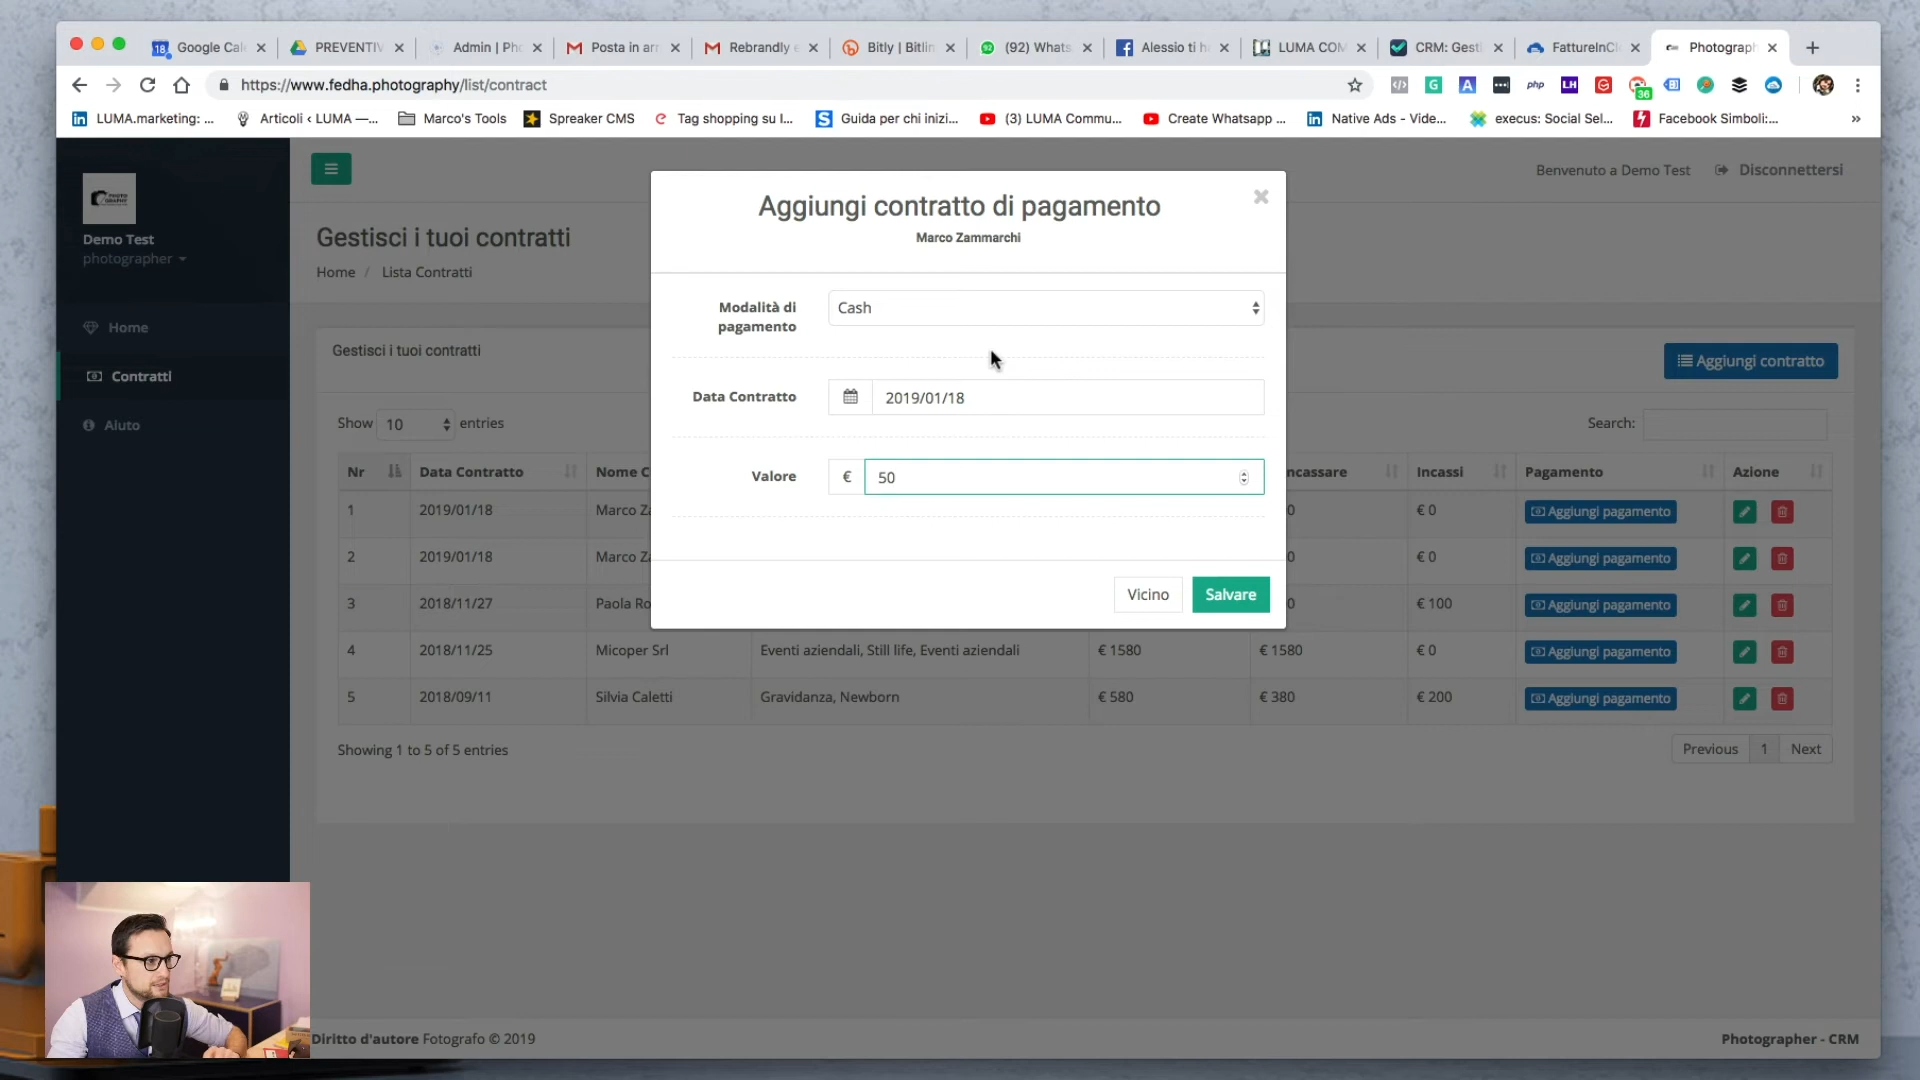 Google Cal
PREVENTIV
Admin | Ph
Posta in arr
Rebrandly
Bitly | Bitlin
(92) Whats
Alessio ti h
LUMA COM
CRM: Gesti
FattureInCl
Photograph
https://www.fedha.photography/list/contract
LUMA.marketing: ...
Articoli ‹ LUMA —...
Marco's Tools
Spreaker CMS
Tag shopping su I...
Guida per chi inizi...
(3) LUMA Commu...
Create Whatsapp ...
Native Ads - Vide...
execus: Social Sel...
Facebook Simboli:...
Demo Test
photographer
Home
Contratti
Aiuto
Benvenuto a Demo Test
Disconnettersi
Gestisci i tuoi contratti
Home / Lista Contratti
Gestisci i tuoi contratti
Aggiungi contratto
Show 10 entries
Search:
Aggiungi contratto di pagamento
Marco Zammarchi
Modalità di pagamento
Cash
Data Contratto
2019/01/18
Valore
€ 50
Vicino
Salvare
Nr Data Contratto Nome C ncassare Incassi Pagamento Azione
1 2019/01/18 Marco Za 0 € 0 Aggiungi pagamento
2 2019/01/18 Marco Za 0 € 0 Aggiungi pagamento
3 2018/11/27 Paola Ro 0 € 100 Aggiungi pagamento
4 2018/11/25 Micoper Srl Eventi aziendali, Still life, Eventi aziendali € 1580 € 1580 € 0 Aggiungi pagamento
5 2018/09/11 Silvia Caletti Gravidanza, Newborn € 580 € 380 € 200 Aggiungi pagamento
Showing 1 to 5 of 5 entries
Previous 1 Next
Diritto d'autore Fotografo © 2019
Photographer - CRM